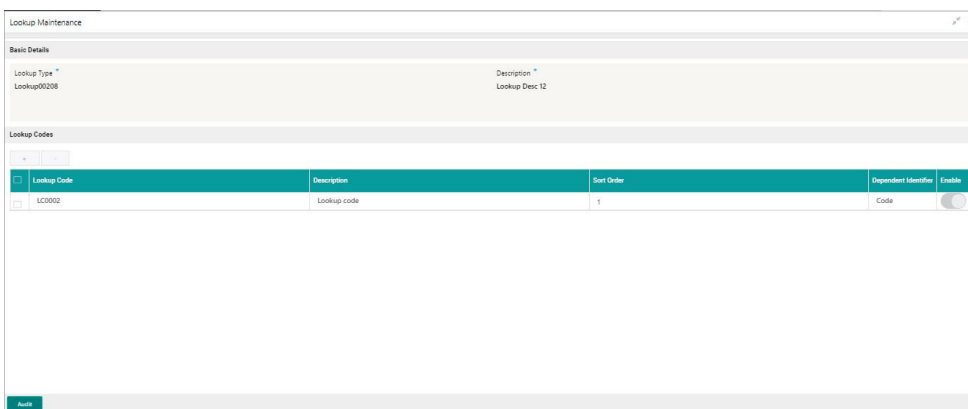 Lookup Maintenance
Basic Details
Lookup Type * Description *
Lookup00208 Lookup Desc 12
Lookup Codes
+ -
Lookup Code Description Sort Order Dependent Identifier Enable
LC0002 Lookup code 1 Code
Audit